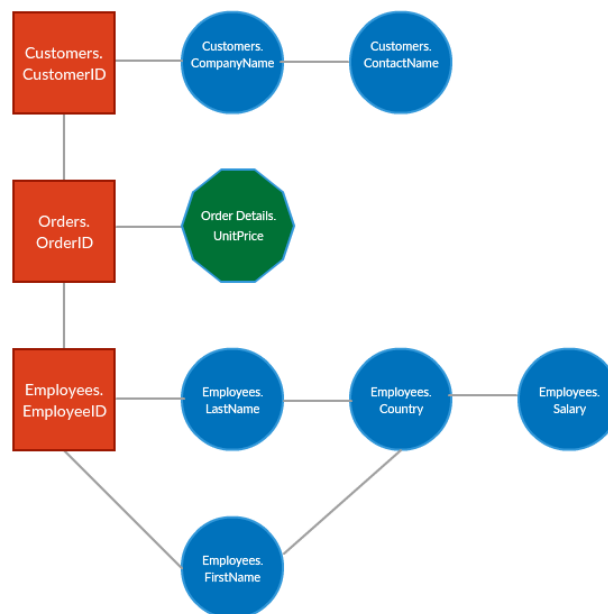 Customers.
CustomerID
Customers.
CompanyName
Customers.
ContactName
Orders.
OrderID
Order Details.
UnitPrice
Employees.
EmployeeID
Employees.
LastName
Employees.
Country
Employees.
Salary
Employees.
FirstName